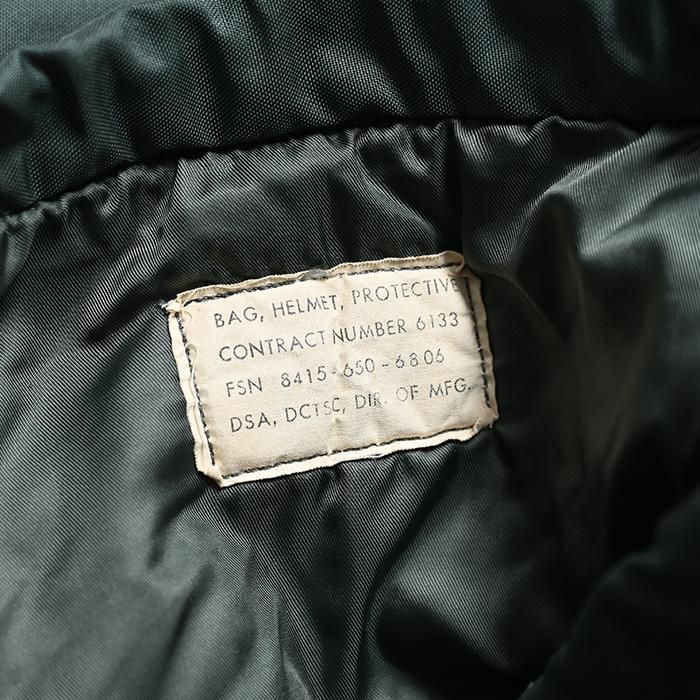 BAG, HELMET, PROTECTIVE
CONTRACT NUMBER 6133
FSN 8415-650-6806
DSA, DCTSC, DIR. OF MFG.